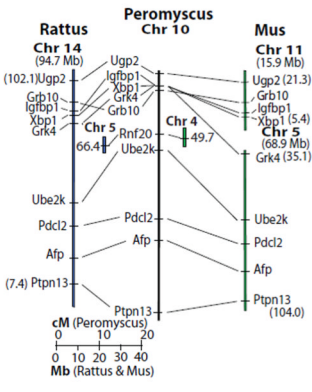 Peromyscus
Chr 10
Rattus
Chr 14
(94.7 Mb)
(102.1) Ugp2
Grb10
Igfbp1
Xbp1
Grk4
Chr 5
66.4
Ube2k
Pdcl2
Afp
(7.4) Ptpn13
Ugp2
Igfbp1
Xbp1
Grk4
Grb10
Rnf20
Ube2k
Pdcl2
Afp
Ptpn13
Chr 4
49.7
Mus
Chr 11
(15.9 Mb)
Ugp2 (21.3)
Grb10
Igfbp1
Xbp1 (5.4)
Chr 5
(68.9 Mb)
Grk4 (35.1)
Ube2k
Pdcl2
Afp
Ptpn13
(104.0)
cM (Peromyscus)
0 10 20
0 10 20 30 40
Mb (Rattus & Mus)